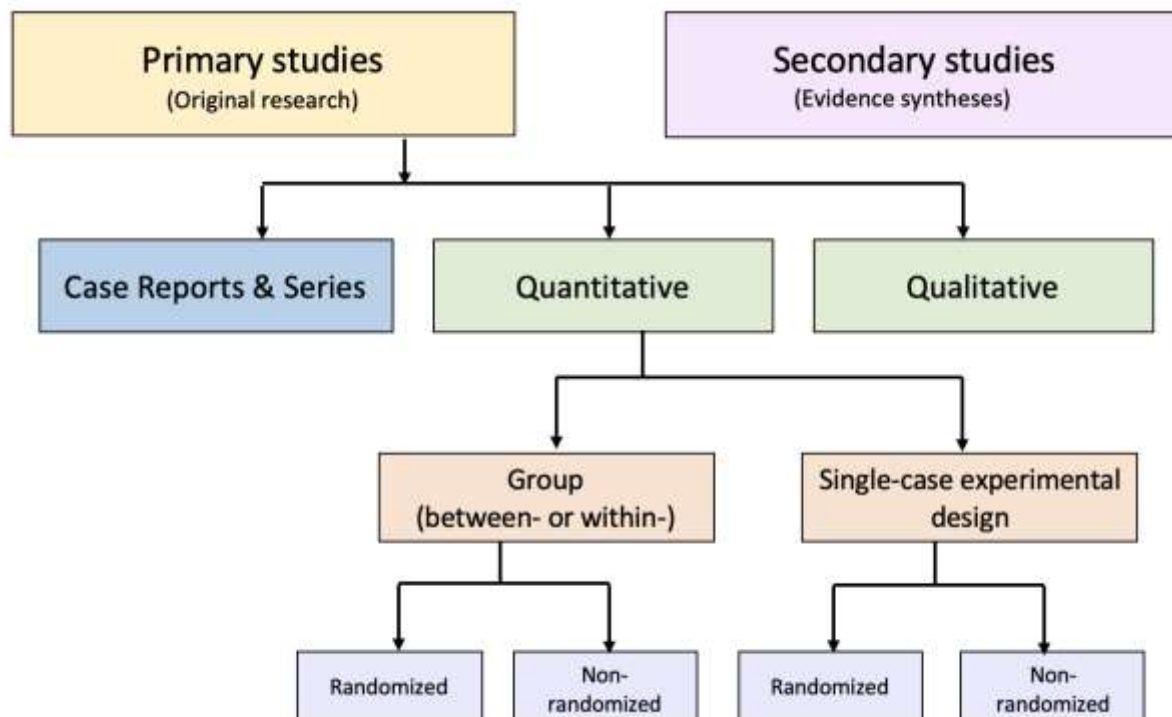 Primary studies
(Original research)
Secondary studies
(Evidence syntheses)
Case Reports & Series
Quantitative
Qualitative
Group
(between- or within-)
Single-case experimental
design
Randomized
Non-
randomized
Randomized
Non-
randomized